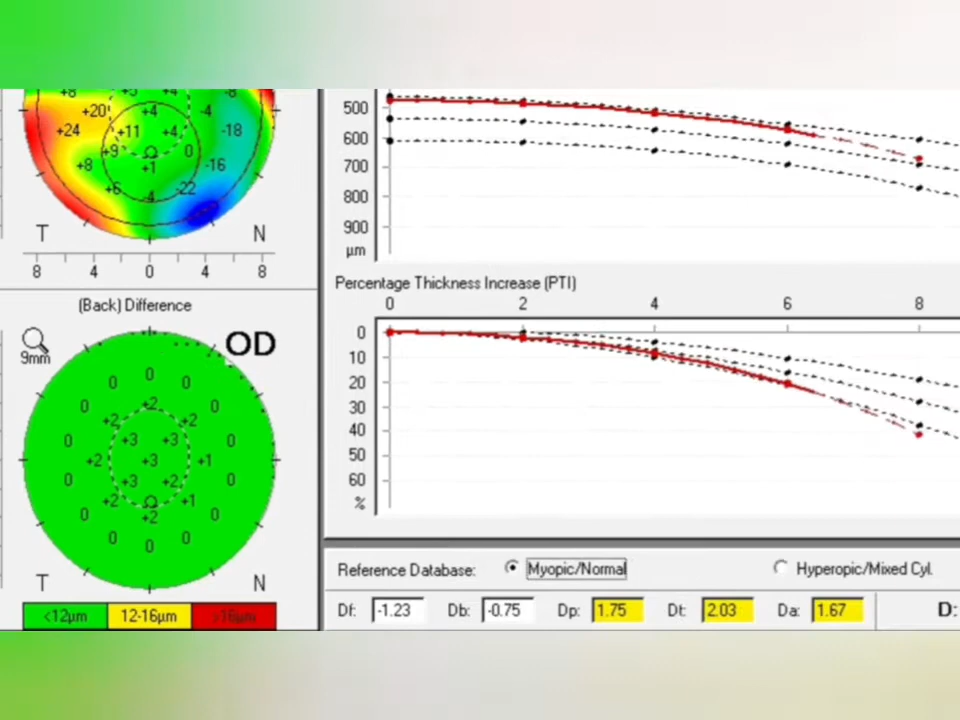 +8 +5 +4 -8
+20 +4 -4
+24 +11 +4 -18
+9 0
+8 +1 -16
+6 -4 -22
T N
8 4 0 4 8
500
600
700
800
900
µm
Percentage Thickness Increase (PTI)
0 2 4 6 8
0
10
20
30
40
50
60
%
(Back) Difference
9mm
OD
0 0 0
0 +2 0
+2 +2
0 +3 +3 0
+2 +3 +1
0 +3 +2 0
+2 +1
0 +2 0
0 0 0
T N
<12µm 12-16µm >16µm
Reference Database: Myopic/Normal Hyperopic/Mixed Cyl.
Df: -1.23 Db: -0.75 Dp: 1.75 Dt: 2.03 Da: 1.67 D: